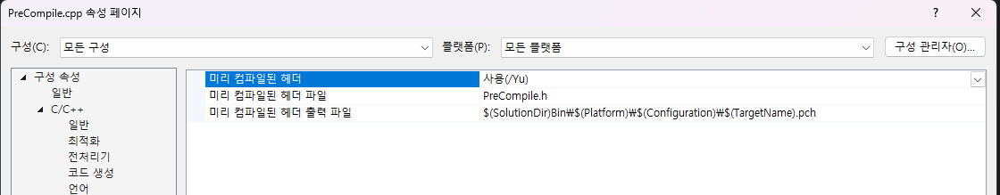 PreCompile.cpp 속성 페이지
구성(C): 모든 구성 플랫폼(P): 모든 플랫폼 구성 관리자(O)...
구성 속성
일반
C/C++
일반
최적화
전처리기
코드 생성
언어
미리 컴파일된 헤더 사용(/Yu)
미리 컴파일된 헤더 파일 PreCompile.h
미리 컴파일된 헤더 출력 파일 $(SolutionDir)Bin₩$(Platform)₩$(Configuration)₩$(TargetName).pch